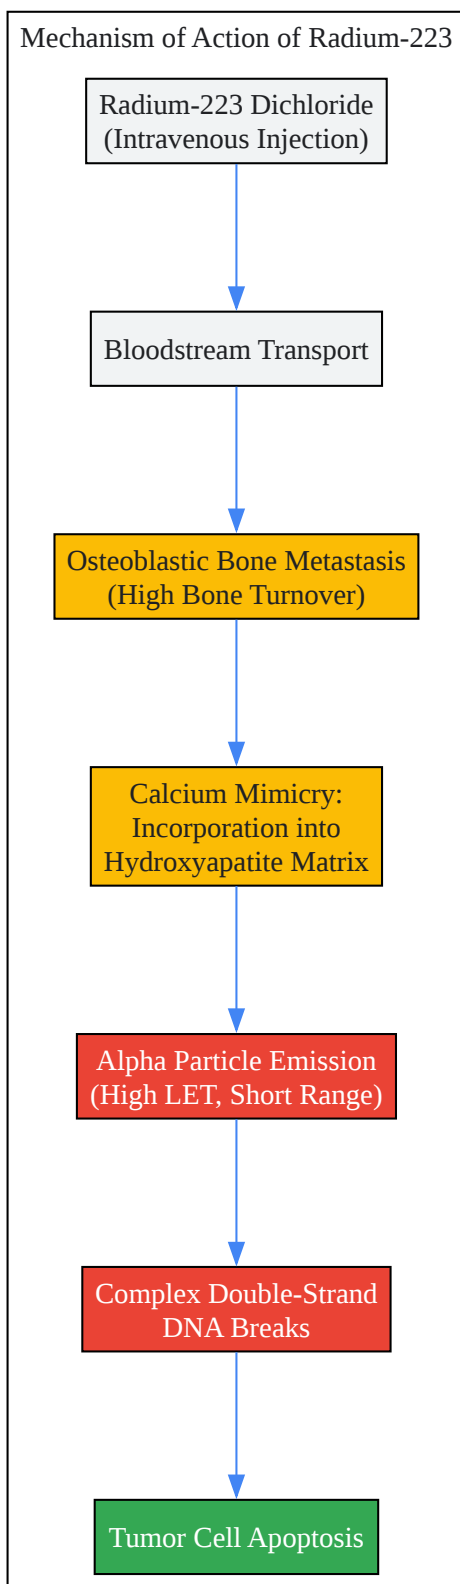 Mechanism of Action of Radium-223
Radium-223 Dichloride
(Intravenous Injection)
Bloodstream Transport
Osteoblastic Bone Metastasis
(High Bone Turnover)
Calcium Mimicry:
Incorporation into
Hydroxyapatite Matrix
Alpha Particle Emission
(High LET, Short Range)
Complex Double-Strand
DNA Breaks
Tumor Cell Apoptosis